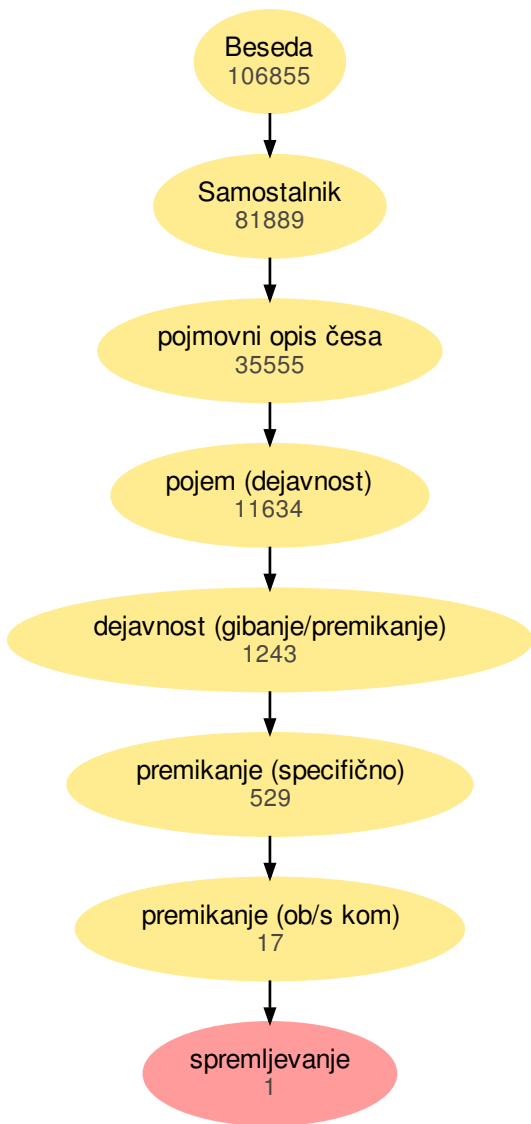 Beseda
106855
Samostalnik
81889
pojmovni opis česa
35555
pojem (dejavnost)
11634
dejavnost (gibanje/premikanje)
1243
premikanje (specifično)
529
premikanje (ob/s kom)
17
spremljevanje
1